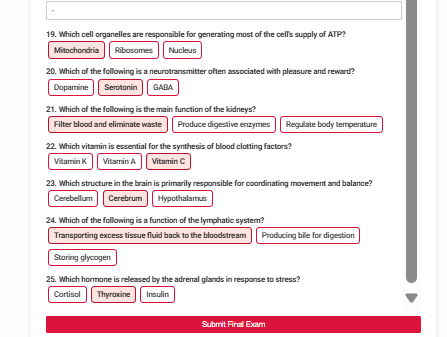 -
19. Which cell organelles are responsible for generating most of the cell's supply of ATP?
Mitochondria Ribosomes Nucleus
20. Which of the following is a neurotransmitter often associated with pleasure and reward?
Dopamine Serotonin GABA
21. Which of the following is the main function of the kidneys?
Filter blood and eliminate waste Produce digestive enzymes Regulate body temperature
22. Which vitamin is essential for the synthesis of blood clotting factors?
Vitamin K Vitamin A Vitamin C
23. Which structure in the brain is primarily responsible for coordinating movement and balance?
Cerebellum Cerebrum Hypothalamus
24. Which of the following is a function of the lymphatic system?
Transporting excess tissue fluid back to the bloodstream Producing bile for digestion
Storing glycogen
25. Which hormone is released by the adrenal glands in response to stress?
Cortisol Thyroxine Insulin
Submit Final Exam